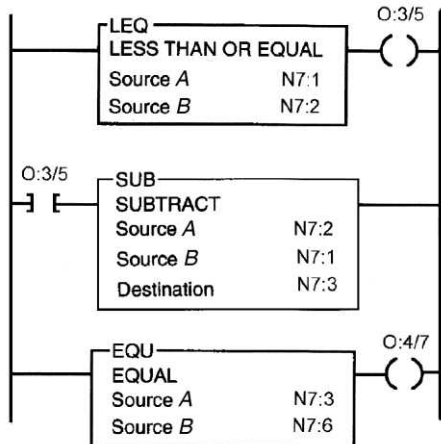 O:3/5
LEQ
LESS THAN OR EQUAL
Source A N7:1
Source B N7:2
O:3/5
SUB
SUBTRACT
Source A N7:2
Source B N7:1
Destination N7:3
O:4/7
EQU
EQUAL
Source A N7:3
Source B N7:6